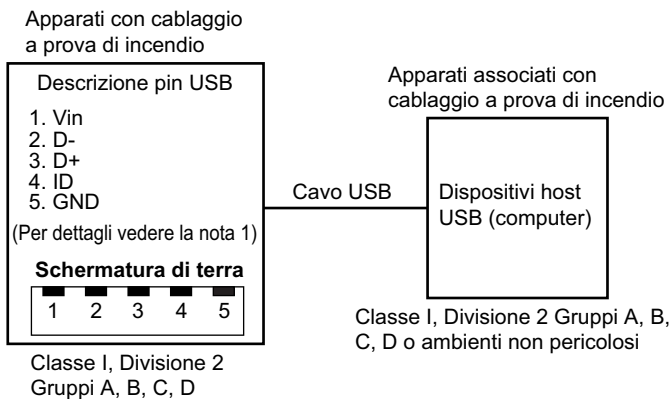 Apparati con cablaggio
a prova di incendio
Descrizione pin USB
1. Vin
2. D-
3. D+
4. ID
5. GND
(Per dettagli vedere la nota 1)
Schermatura di terra
1 2 3 4 5
Classe I, Divisione 2
Gruppi A, B, C, D
Cavo USB
Apparati associati con
cablaggio a prova di incendio
Dispositivi host
USB (computer)
Classe I, Divisione 2 Gruppi A, B,
C, D o ambienti non pericolosi